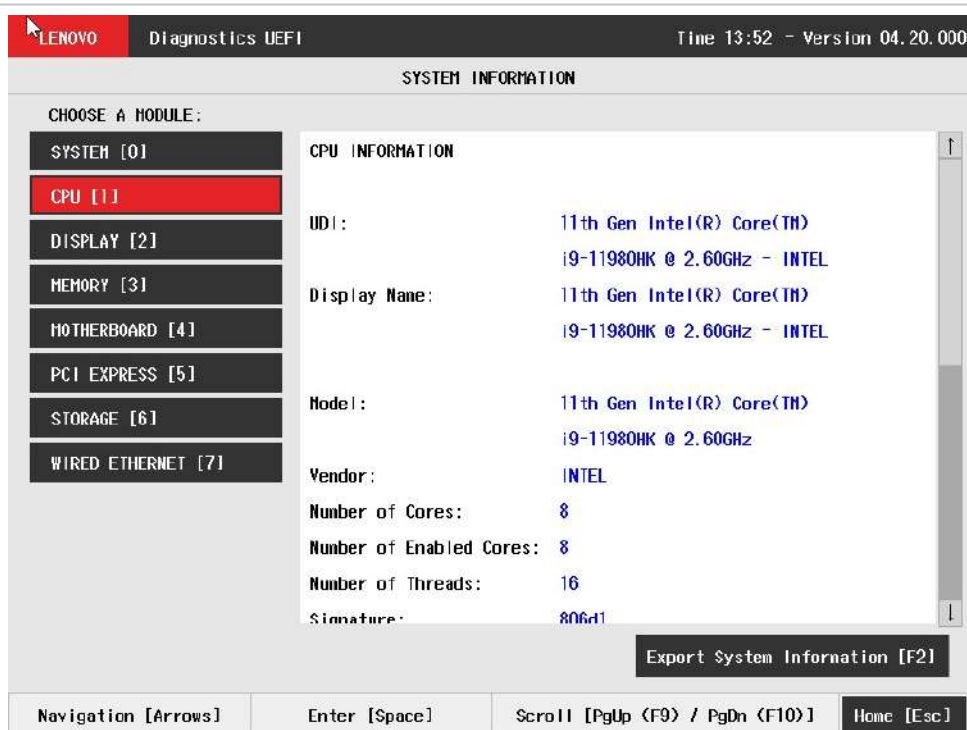 LENOVO Diagnostics UEFI Time 13:52 - Version 04.20.000
SYSTEM INFORMATION
CHOOSE A MODULE:
SYSTEM [0]
CPU [1]
DISPLAY [2]
MEMORY [3]
MOTHERBOARD [4]
PCI EXPRESS [5]
STORAGE [6]
WIRED ETHERNET [7]
CPU INFORMATION
UDI: 11th Gen Intel(R) Core(TM)
i9-11980HK @ 2.60GHz - INTEL
Display Name: 11th Gen Intel(R) Core(TM)
i9-11980HK @ 2.60GHz - INTEL
Model: 11th Gen Intel(R) Core(TM)
i9-11980HK @ 2.60GHz
Vendor: INTEL
Number of Cores: 8
Number of Enabled Cores: 8
Number of Threads: 16
Signature: 806d1
Export System Information [F2]
Navigation [Arrows] Enter [Space] Scroll [PgUp (F9) / PgDn (F10)] Home [Esc]